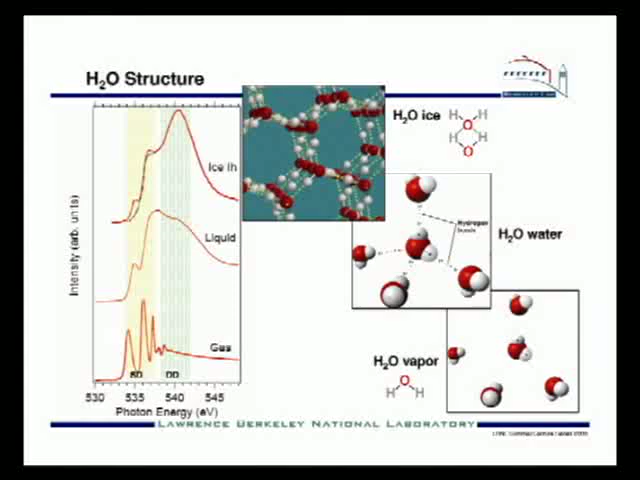 H₂O Structure
H₂O ice
H H
O
H H
O
Ice Ih
Liquid
Gas
Intensity (arb. units)
530 535 540 545
Photon Energy (eV)
Hydrogen
bonds
H₂O water
H₂O vapor
O
H H
LAWRENCE BERKELEY NATIONAL LABORATORY